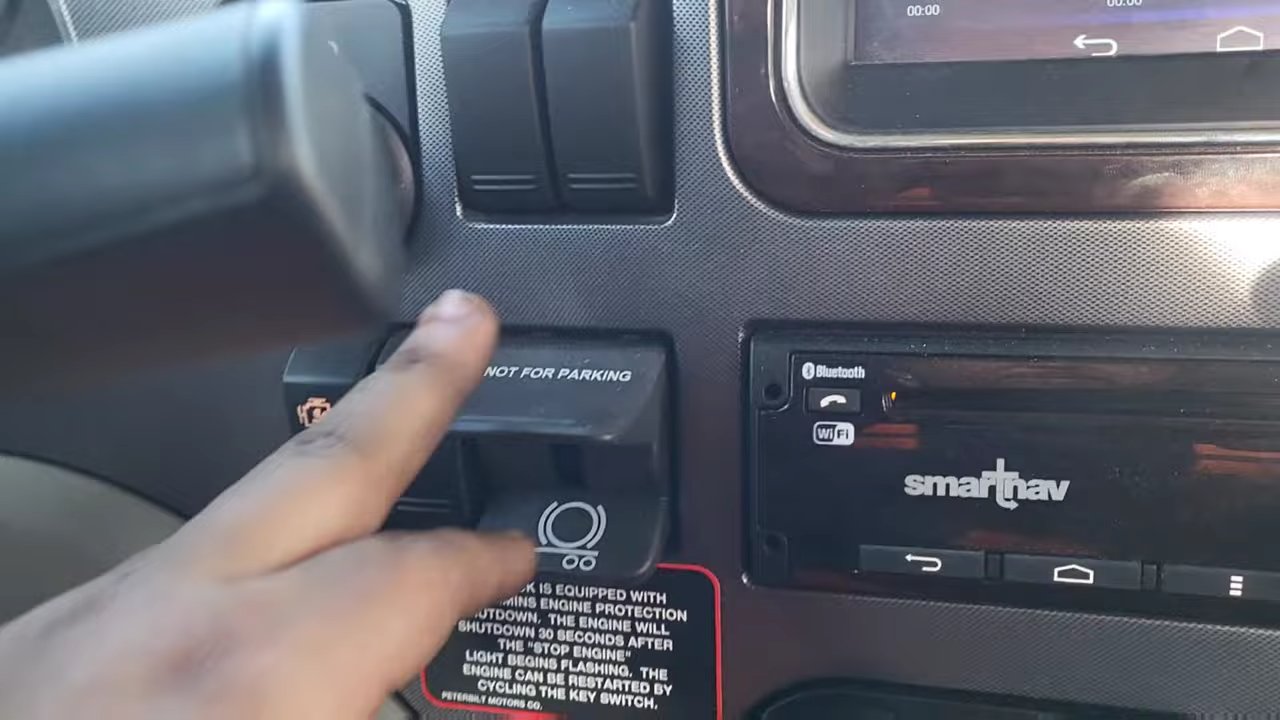 00:00
00:00
NOT FOR PARKING
Bluetooth
WiFi
smartnav
IS EQUIPPED WITH
ENGINE PROTECTION
SHUTDOWN. THE ENGINE WILL
SHUTDOWN 30 SECONDS AFTER
THE "STOP ENGINE"
LIGHT BEGINS FLASHING. THE
ENGINE CAN BE RESTARTED BY
CYCLING THE KEY SWITCH.
PETERBILT MOTORS CO.